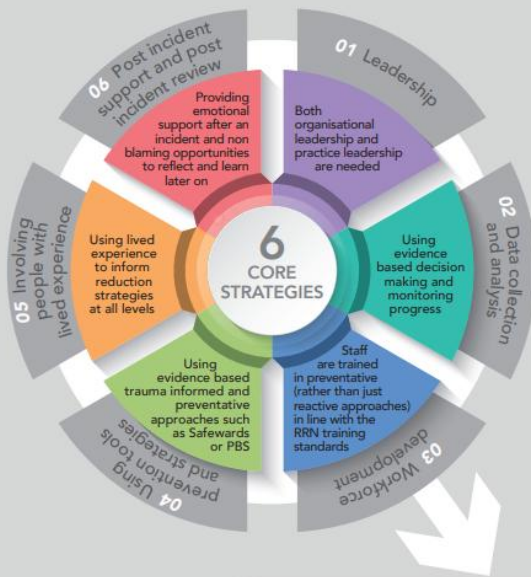 6
CORE
STRATEGIES
01 Leadership
Both
organisational
leadership and
practice leadership
are needed
02 Data collection
and analysis
Using
evidence
based decision
making and
monitoring
progress
03 Workforce
development
Staff
are trained
in preventative
(rather than just
reactive approaches)
in line with the
RRN training
standards
04 Using
prevention tools
and strategies
Using
evidence based
trauma informed and
preventative
approaches such
as Safewards
or PBS
05 Involving
people with
lived experience
Using lived
experience
to inform
reduction
strategies
at all levels
06 Post incident
support and post
incident review
Providing
emotional
support after an
incident and non
blaming opportunities
to reflect and learn
later on